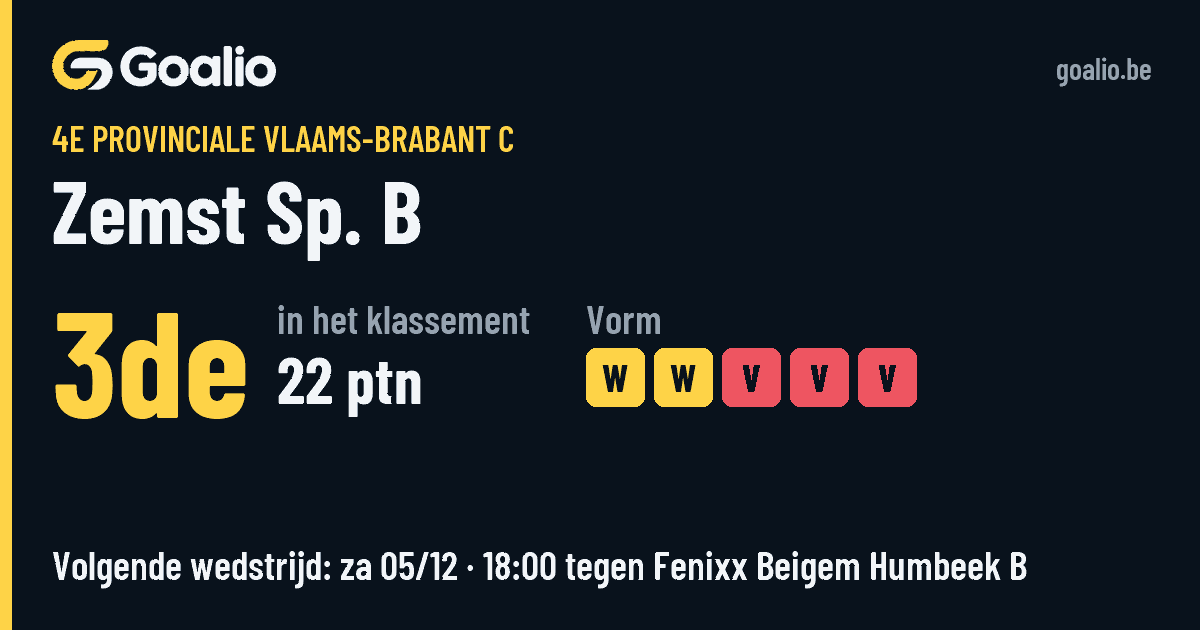 Goalio
goalio.be
4E PROVINCIALE VLAAMS-BRABANT C
Zemst Sp. B
3de
in het klassement
22 ptn
Vorm
W W V V V
Volgende wedstrijd: za 05/12 · 18:00 tegen Fenixx Beigem Humbeek B